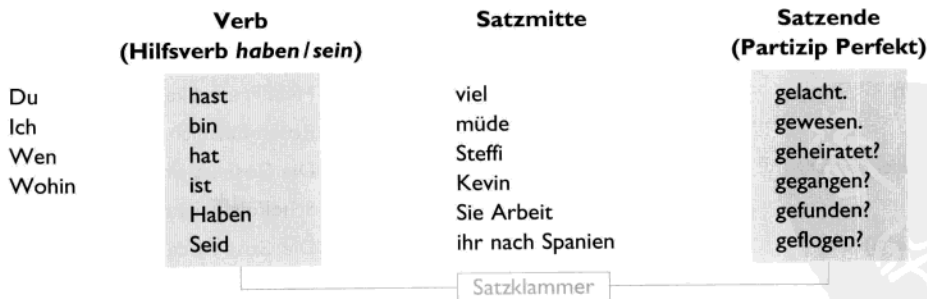 Verb Satzmitte Satzende
(Hilfsverb haben/sein) (Partizip Perfekt)
Du hast viel gelacht.
Ich bin müde gewesen.
Wen hat Steffi geheiratet?
Wohin ist Kevin gegangen?
Haben Sie Arbeit gefunden?
Seid ihr nach Spanien geflogen?
Satzklammer